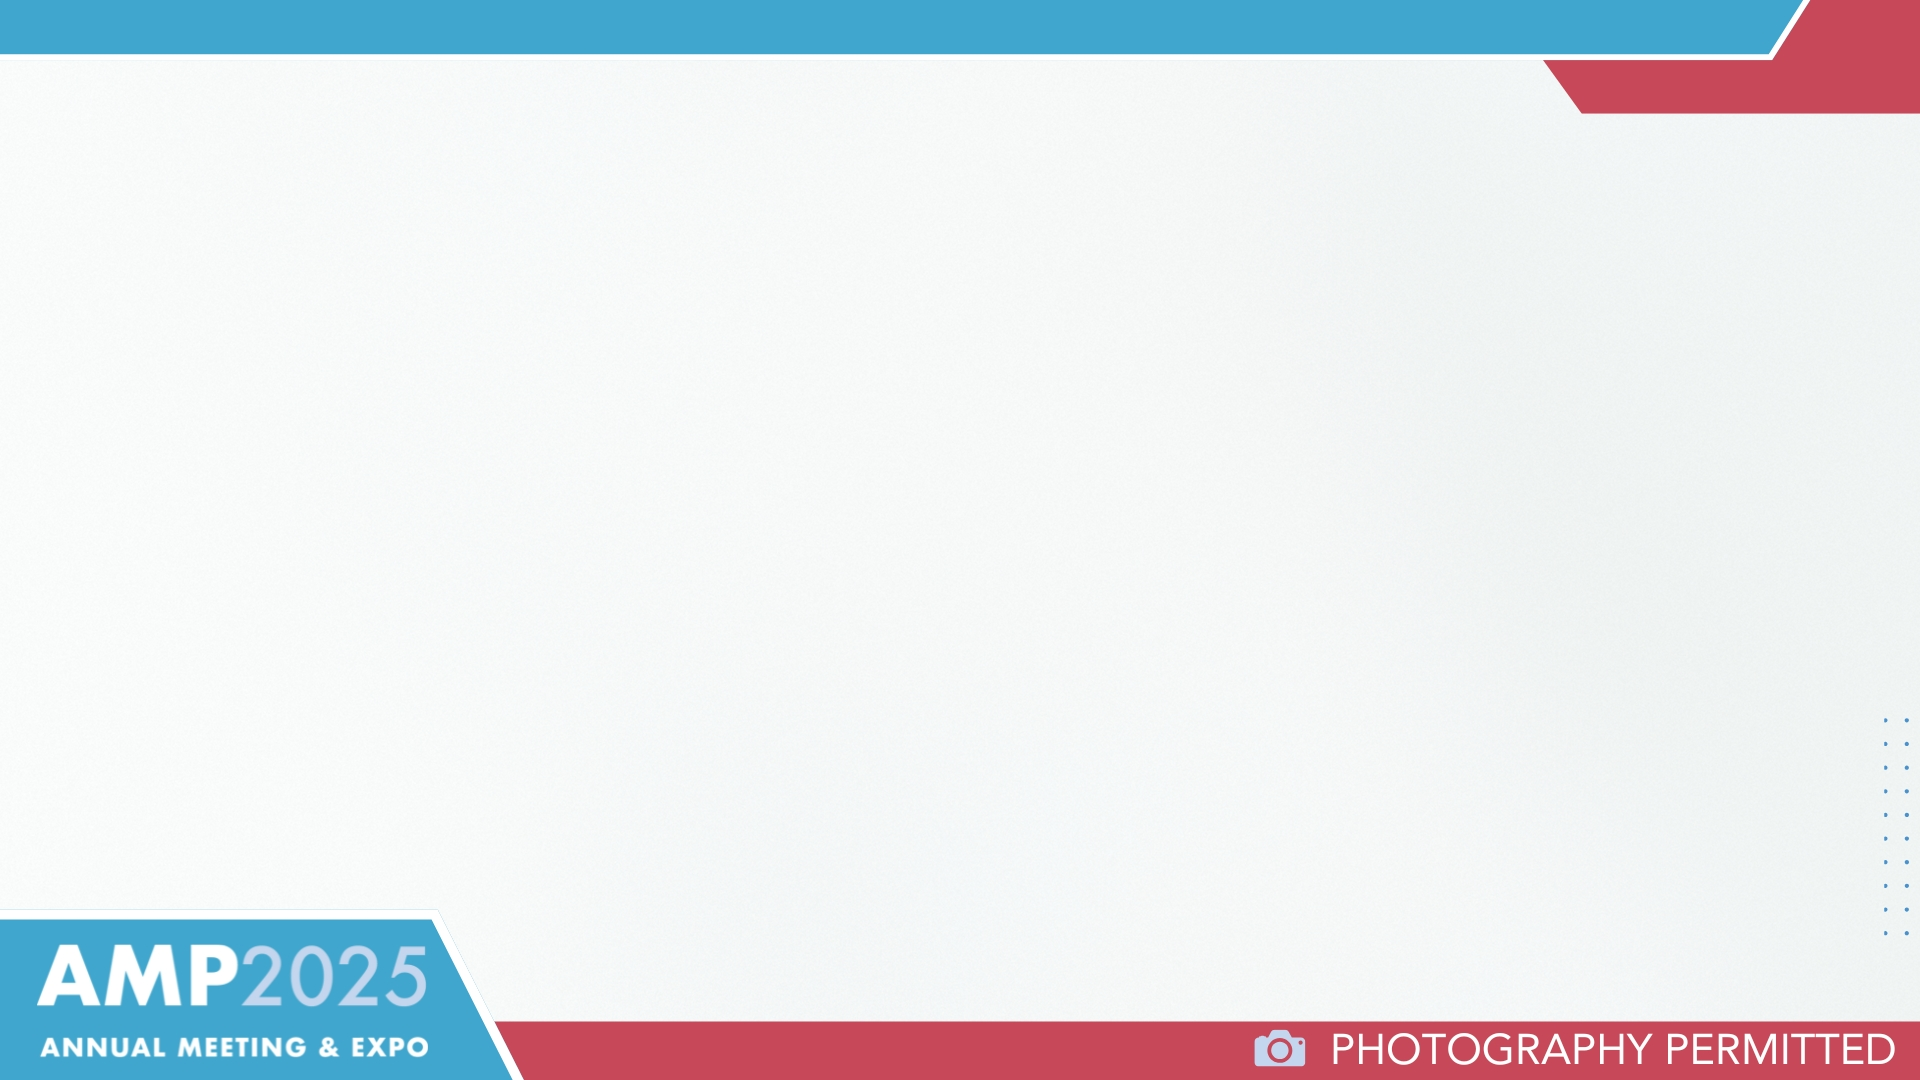 AMP2025
ANNUAL MEETING & EXPO
PHOTOGRAPHY PERMITTED